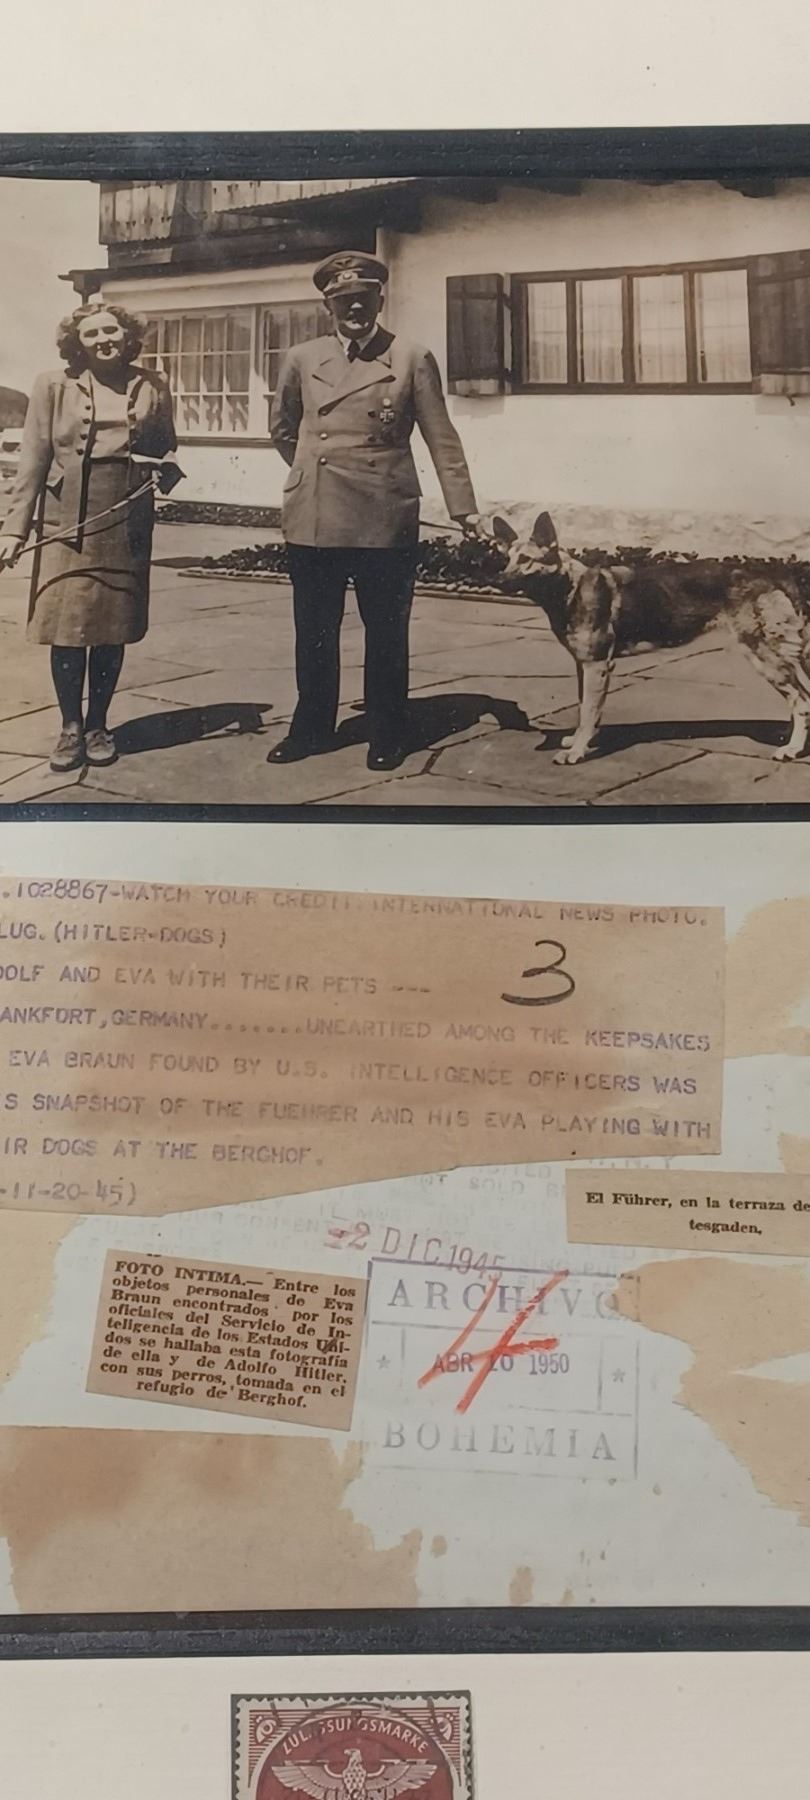 .1028867-WATCH YOUR CREDIT. INTERNATIONAL NEWS PHOTO.
LUG.(HITLER-DOGS)
DOLF AND EVA WITH THEIR PETS ---
3
ANKFORT,GERMANY.......UNEARTHED AMONG THE KEEPSAKES
EVA BRAUN FOUND BY U.S. INTELLIGENCE OFFICERS WAS
S SNAPSHOT OF THE FUEHRER AND HIS EVA PLAYING WITH
IR DOGS AT THE BERGHOF.
-11-20-45)
El Führer, en la terraza de
tesgaden,
-2 DIC.1945
FOTO INTIMA.— Entre los
objetos personales de Eva
Braun encontrados por los
oficiales del Servicio de In-
teligencia de los Estados Uni-
dos se hallaba esta fotografía
de ella y de Adolfo Hitler,
con sus perros, tomada en el
refugio de Berghof.
ARCHIVO
ABR 10 1950
BOHEMIA
ZULASSUNGSMARKE